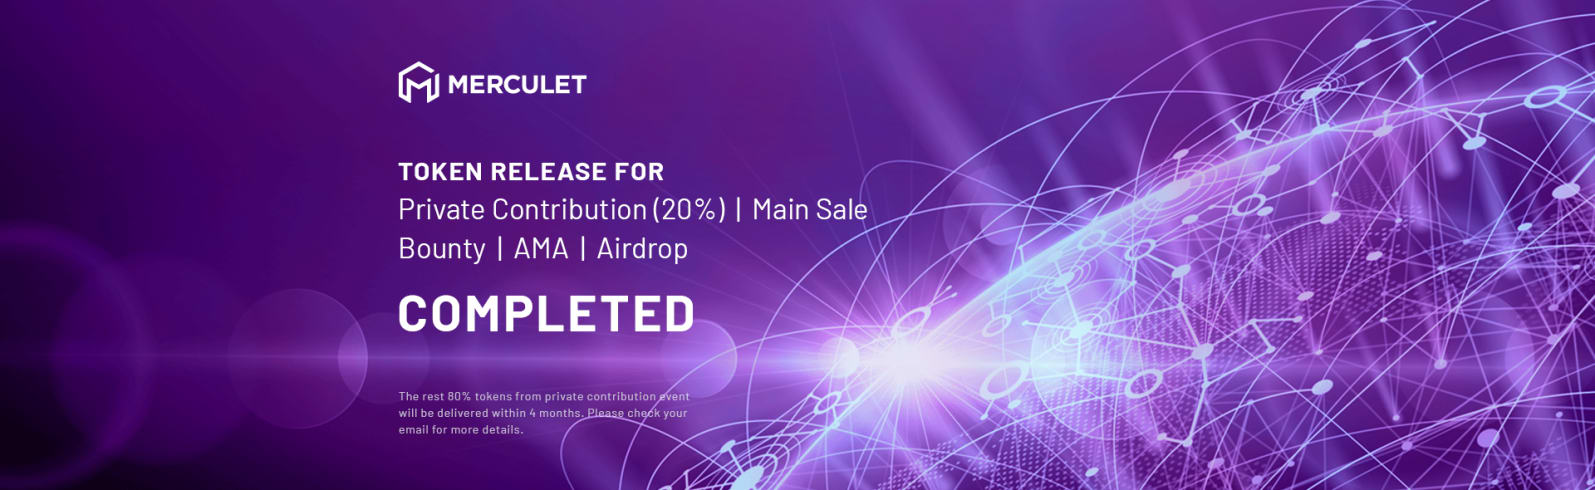 MERCULET
TOKEN RELEASE FOR
Private Contribution (20%) | Main Sale
Bounty | AMA | Airdrop
COMPLETED
The rest 80% tokens from private contribution event
will be delivered within 4 months. Please check your
email for more details.